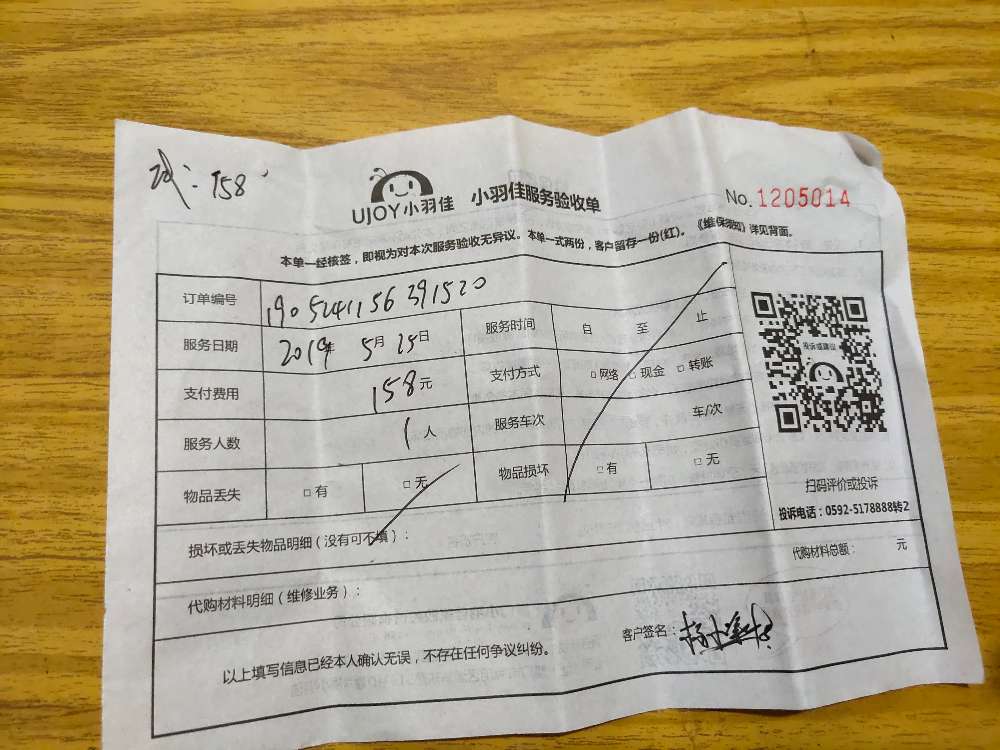 158
UJOY小羽佳 小羽佳服务验收单
No. 1205014
本单一经核签，即视为对本次服务验收无异议。本单一式两份，客户留存一份(红)。《维保须知》详见背面。
订单编号 1905241156391520
服务日期 2019年 5月 25日 服务时间 自 至 止
支付费用 158元 支付方式 □网络 □现金 □转账
服务人数 1人 服务车次 车/次
物品丢失 □有 □无 物品损坏 □有 □无
投诉或建议
扫码评价或投诉
投诉电话：0592-5178888转2
损坏或丢失物品明细（没有可不填）：
代购材料明细（维修业务）： 代购材料总额： 元
以上填写信息已经本人确认无误，不存在任何争议纠纷。 客户签名：